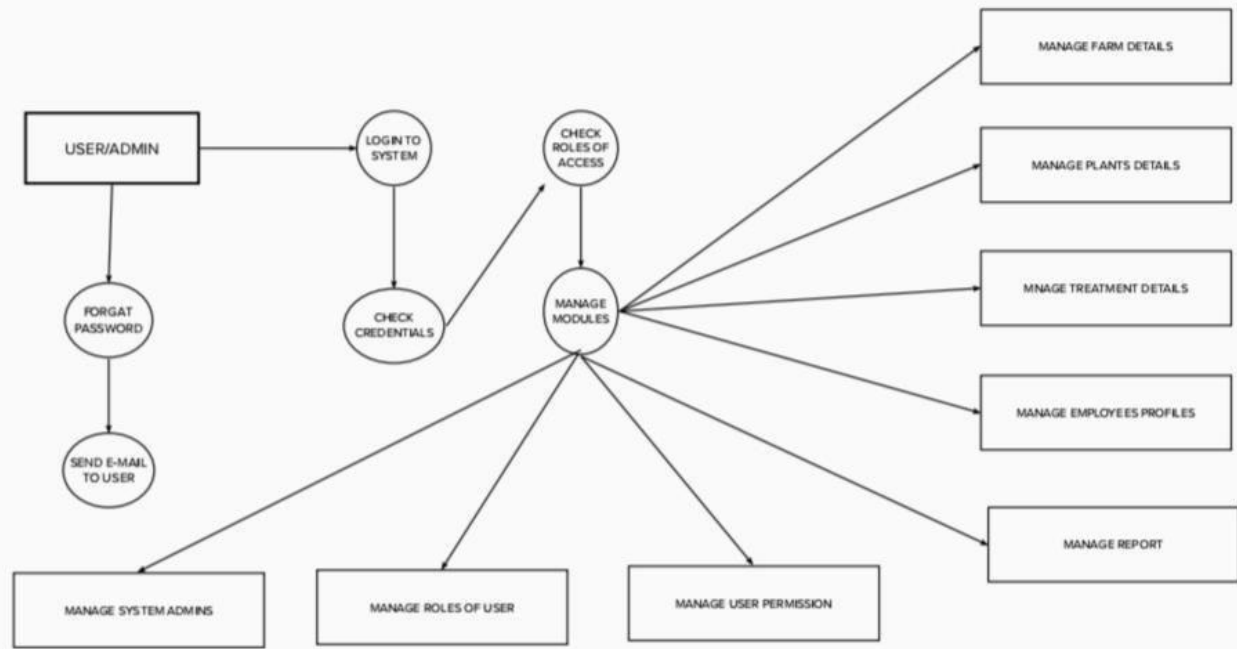 MANAGE FARM DETAILS
USER/ADMIN
LOGIN TO
SYSTEM
CHECK
ROLES OF
ACCESS
MANAGE PLANTS DETAILS
MNAGE TREATMENT DETAILS
FORGAT
PASSWORD
CHECK
CREDENTIALS
MANAGE
MODULES
MANAGE EMPLOYEES PROFILES
SEND E-MAIL
TO USER
MANAGE REPORT
MANAGE SYSTEM ADMINS
MANAGE ROLES OF USER
MANAGE USER PERMISSION